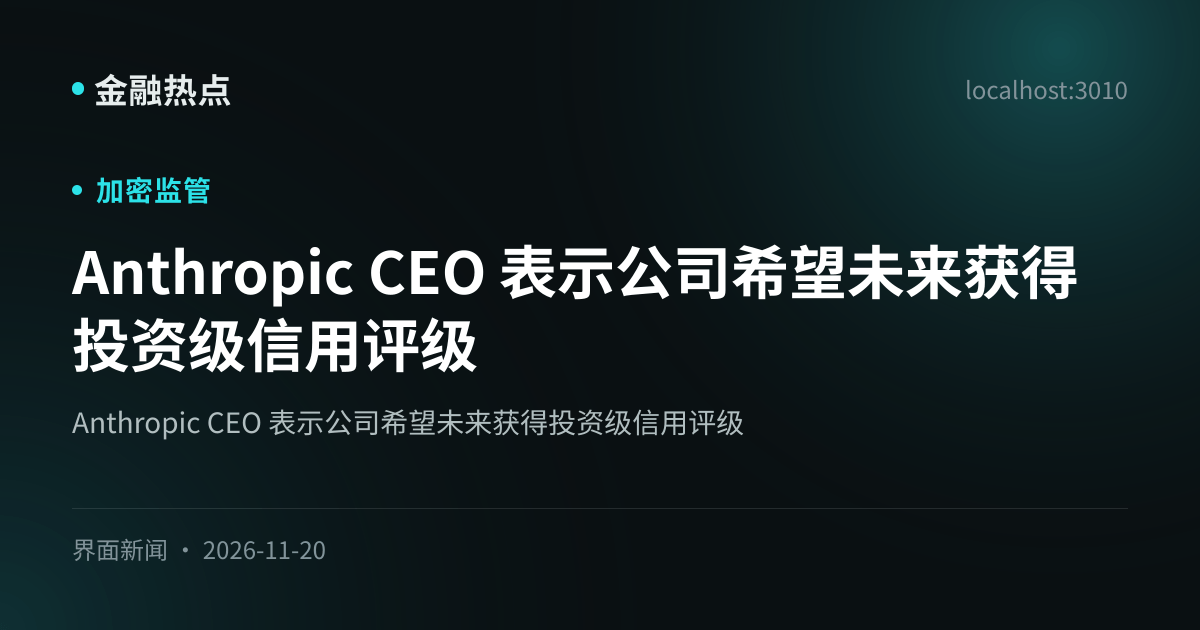 金融热点
localhost:3010
加密监管
Anthropic CEO 表示公司希望未来获得
投资级信用评级
Anthropic CEO 表示公司希望未来获得投资级信用评级
界面新闻 · 2026-11-20